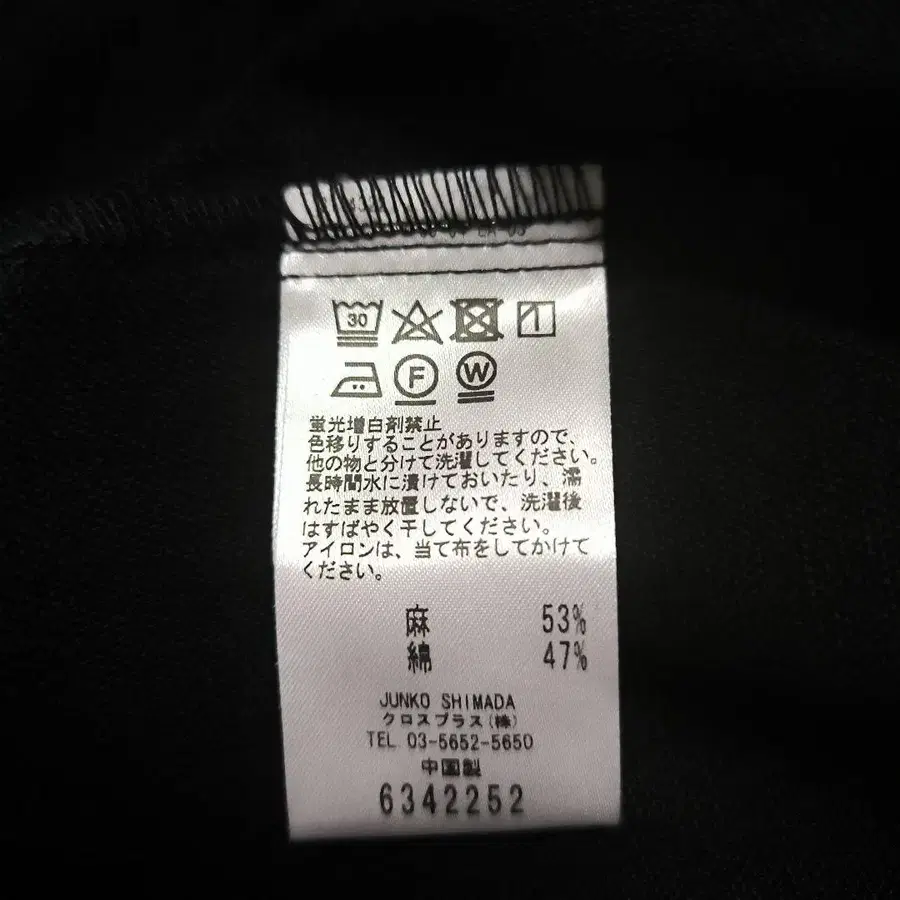 30
F W
蛍光増白剤禁止
色移りすることがありますので、
他の物と分けて洗濯してください。
長時間水に漬けておいたり、濡
れたまま放置しないで、洗濯後
はすばやく干してください。
アイロンは、当て布をしてかけて
ください。
麻 53%
綿 47%
JUNKO SHIMADA
クロスプラス(株)
TEL 03-5652-5650
中国製
6342252